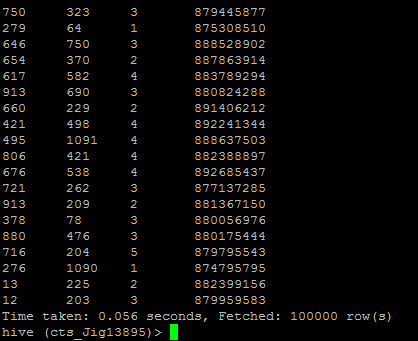 750 323 3 879445877
279 64 1 875308510
646 750 3 888528902
654 370 2 887863914
617 582 4 883789294
913 690 3 880824288
660 229 2 891406212
421 498 4 892241344
495 1091 4 888637503
806 421 4 882388897
676 538 4 892685437
721 262 3 877137285
913 209 2 881367150
378 78 3 880056976
880 476 3 880175444
716 204 5 879795543
276 1090 1 874795795
13 225 2 882399156
12 203 3 879959583
Time taken: 0.056 seconds, Fetched: 100000 row(s)
hive (cts_Jig13895)>